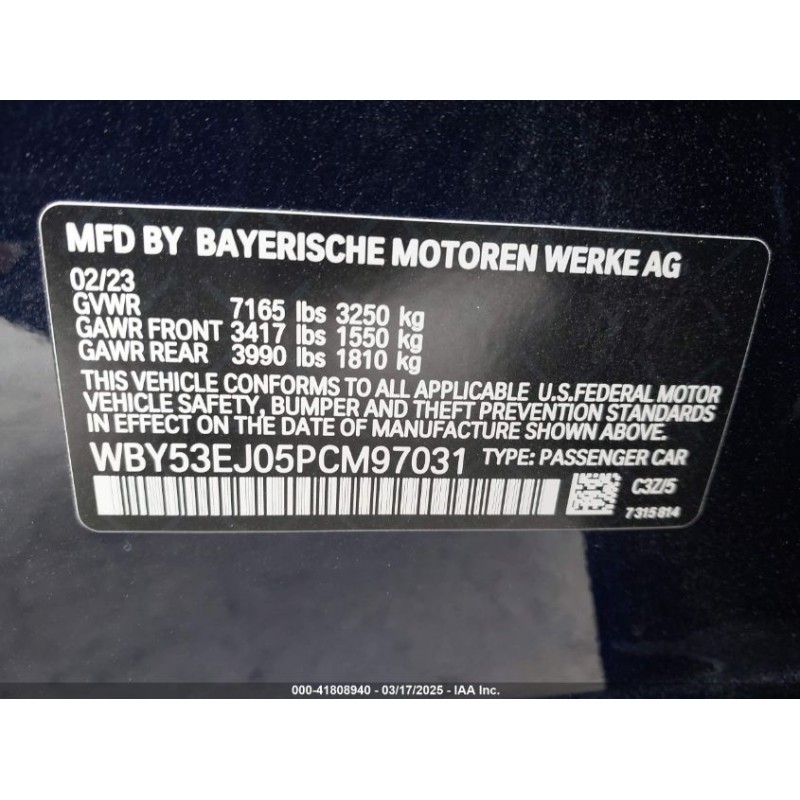 MFD BY BAYERISCHE MOTOREN WERKE AG
02/23
GVWR 7165 lbs 3250 kg
GAWR FRONT 3417 lbs 1550 kg
GAWR REAR 3990 lbs 1810 kg
THIS VEHICLE CONFORMS TO ALL APPLICABLE U.S.FEDERAL MOTOR
VEHICLE SAFETY, BUMPER AND THEFT PREVENTION STANDARDS
IN EFFECT ON THE DATE OF MANUFACTURE SHOWN ABOVE.
WBY53EJ05PCM97031 TYPE: PASSENGER CAR
C3Z/5
7315814
000-41808940 - 03/17/2025 - IAA Inc.